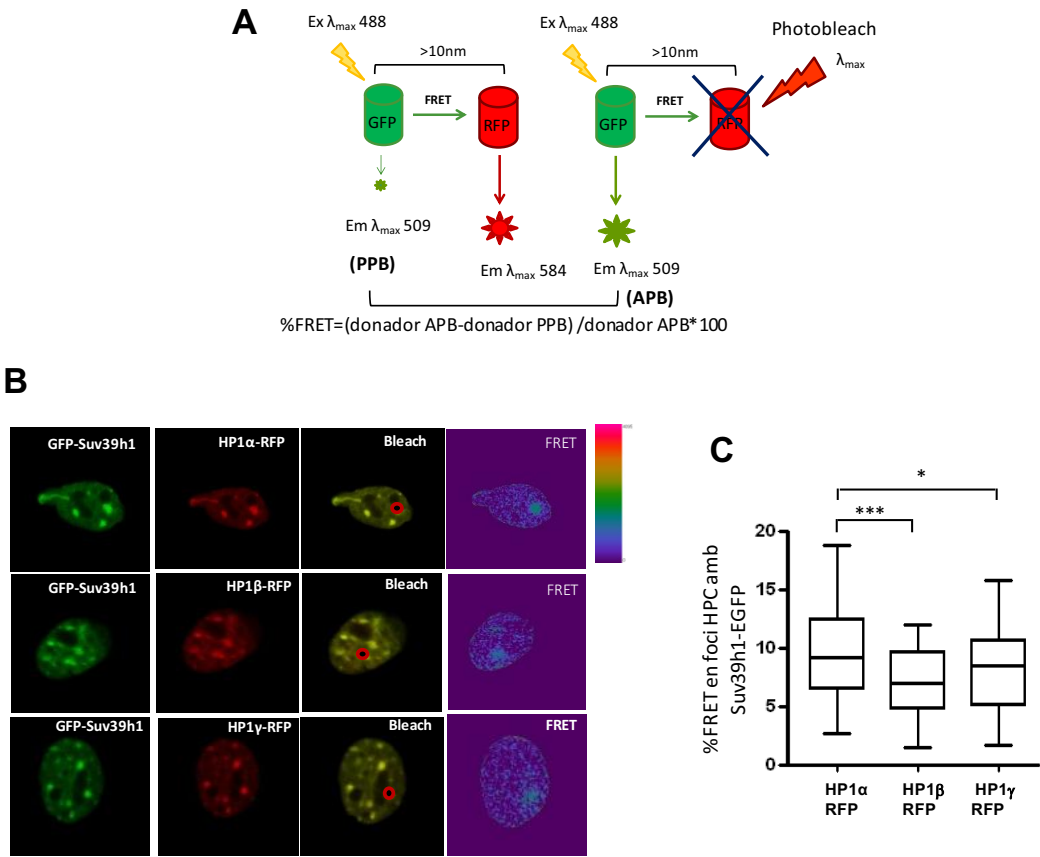 A
Ex λmax 488
>10nm
GFP
FRET
RFP
Em λmax 509
(PPB)
Em λmax 584
Ex λmax 488
>10nm
Photobleach
λmax
GFP
FRET
RFP
Em λmax 509
(APB)
%FRET=(donador APB-donador PPB) /donador APB*100
B
GFP-Suv39h1
HP1α-RFP
Bleach
FRET
GFP-Suv39h1
HP1β-RFP
Bleach
FRET
GFP-Suv39h1
HP1γ-RFP
Bleach
FRET
C
*
***
%FRET en foci HPC amb
Suv39h1-EGFP
20
15
10
5
0
HP1α
RFP
HP1β
RFP
HP1γ
RFP